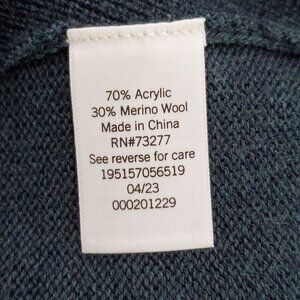 70% Acrylic
30% Merino Wool
Made in China
RN#73277
See reverse for care
195157056519
04/23
000201229